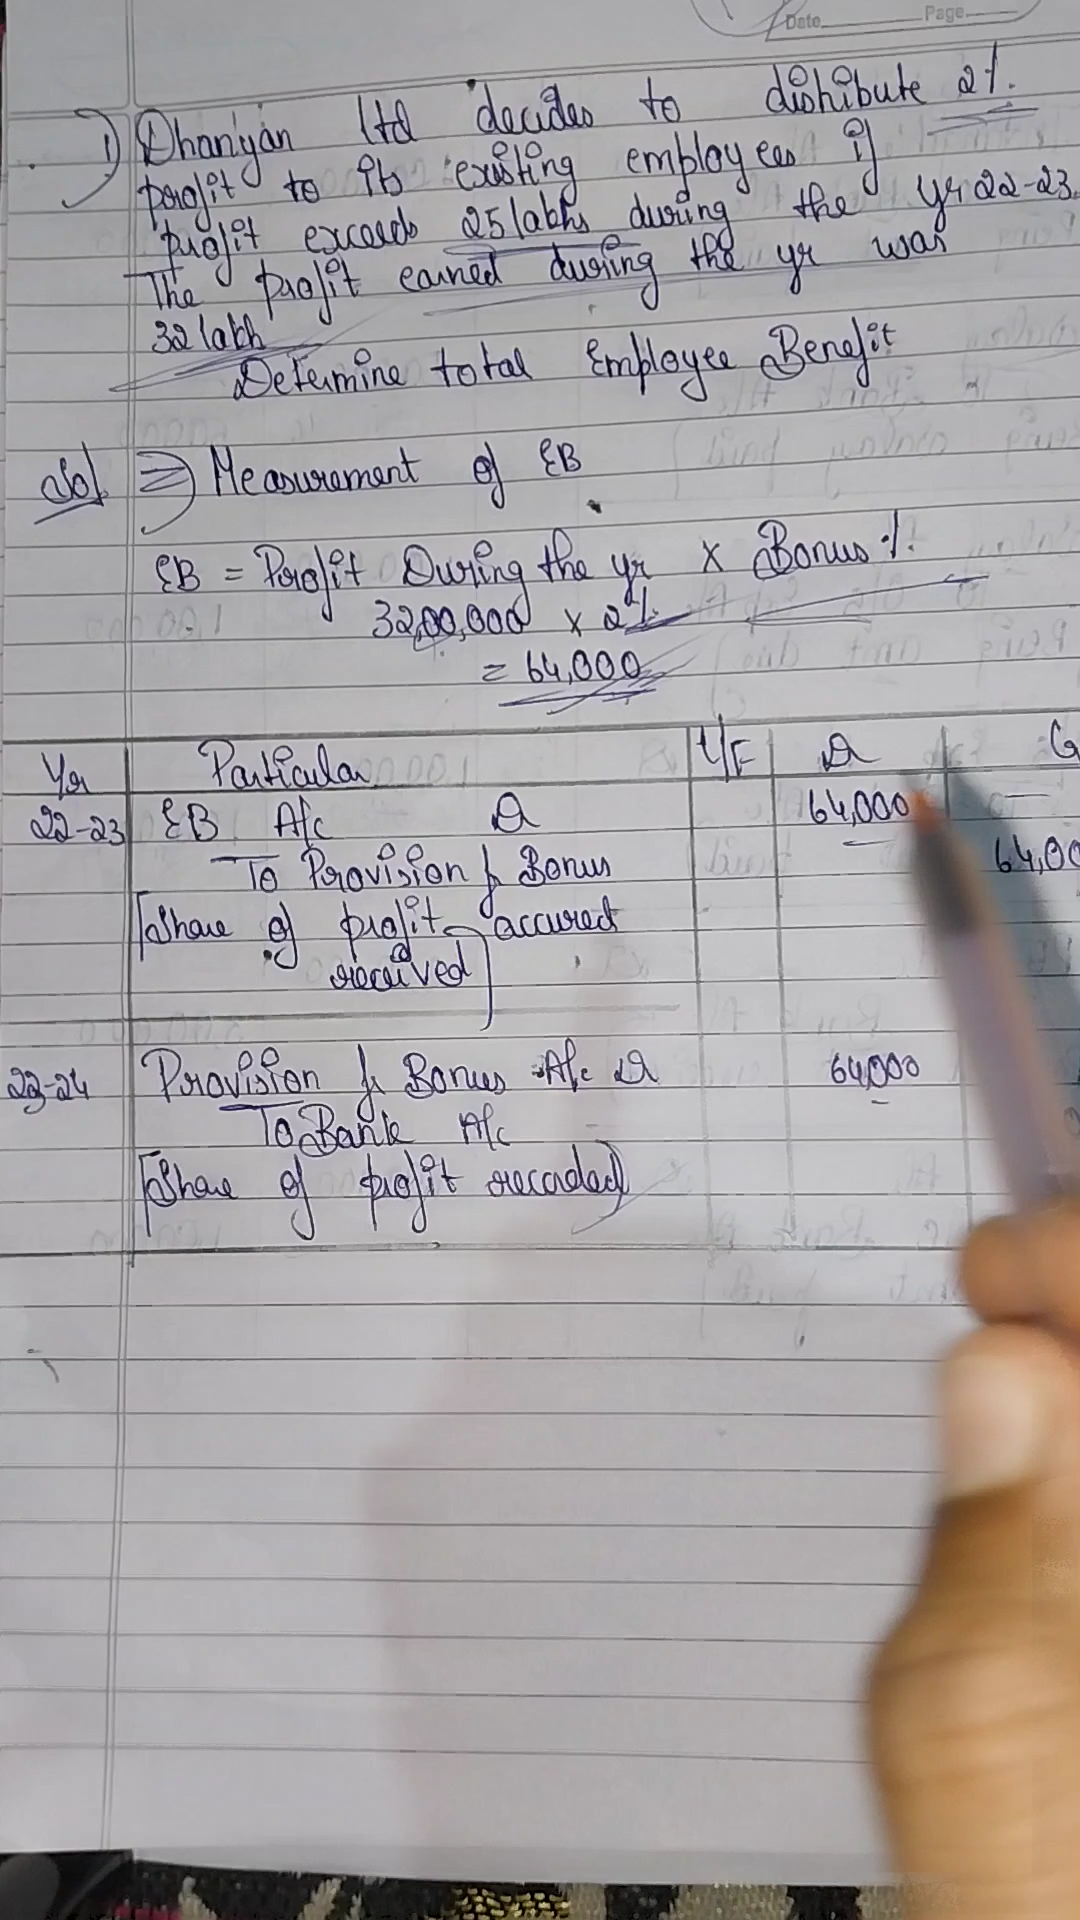 Date Page
1) Dhaniyan Ltd decides to distribute 2%.
profit to its existing employees if
profit exceeds 25 lakhs during the yr 22-23.
The profit earned during the yr was
32 lakh
Determine total Employee Benefit
Sol ⇒ Measurement of EB
EB = Profit During the yr × Bonus %.
32,00,000 × 2%
= 64,000
Yr Particular L/F Dr
22-23 EB A/c Dr 64,000 —
To Provision fr Bonus 64,00
[Share of profit accured
received]
23-24 Provision fr Bonus A/c Dr 64,000
To Bank A/c
[Share of profit recorded]